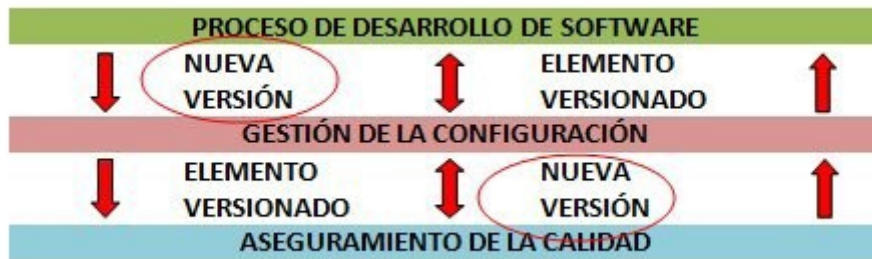 PROCESO DE DESARROLLO DE SOFTWARE
NUEVA ELEMENTO
VERSIÓN VERSIONADO
GESTIÓN DE LA CONFIGURACIÓN
ELEMENTO NUEVA
VERSIONADO VERSIÓN
ASEGURAMIENTO DE LA CALIDAD